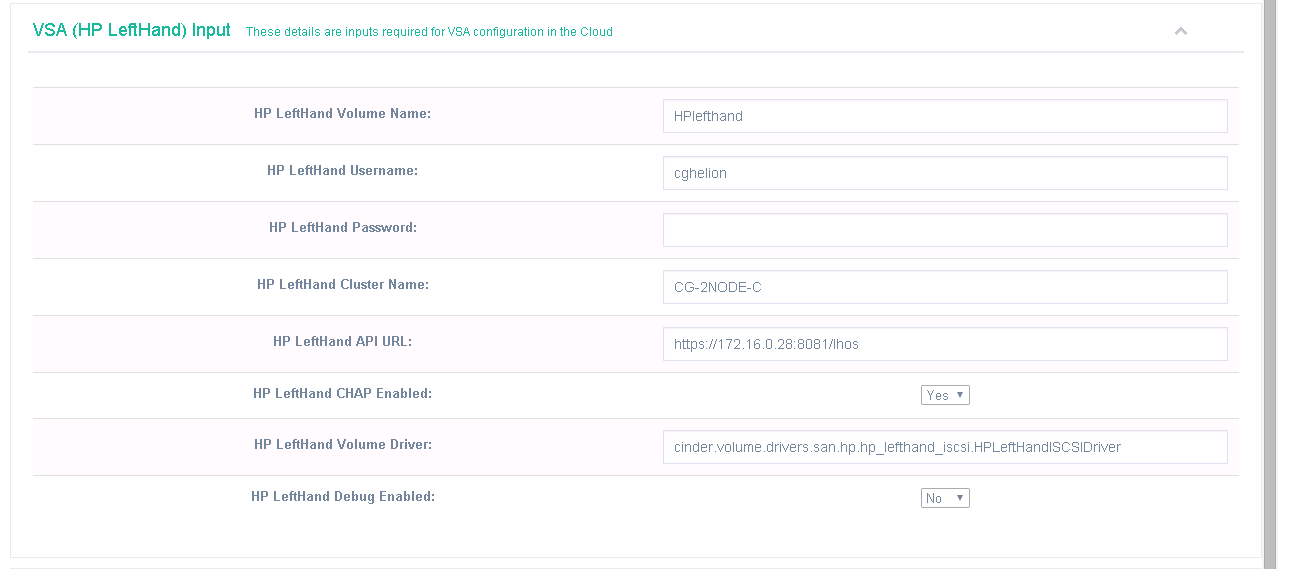 VSA (HP LeftHand) Input These details are inputs required for VSA configuration in the Cloud
HP LeftHand Volume Name: HPlefthand
HP LeftHand Username: cghelion
HP LeftHand Password:
HP LeftHand Cluster Name: CG-2NODE-C
HP LeftHand API URL: https://172.16.0.28:8081/lhos
HP LeftHand CHAP Enabled: Yes
HP LeftHand Volume Driver: cinder.volume.drivers.san.hp.hp_lefthand_iscsi.HPLeftHandISCSIDriver
HP LeftHand Debug Enabled: No